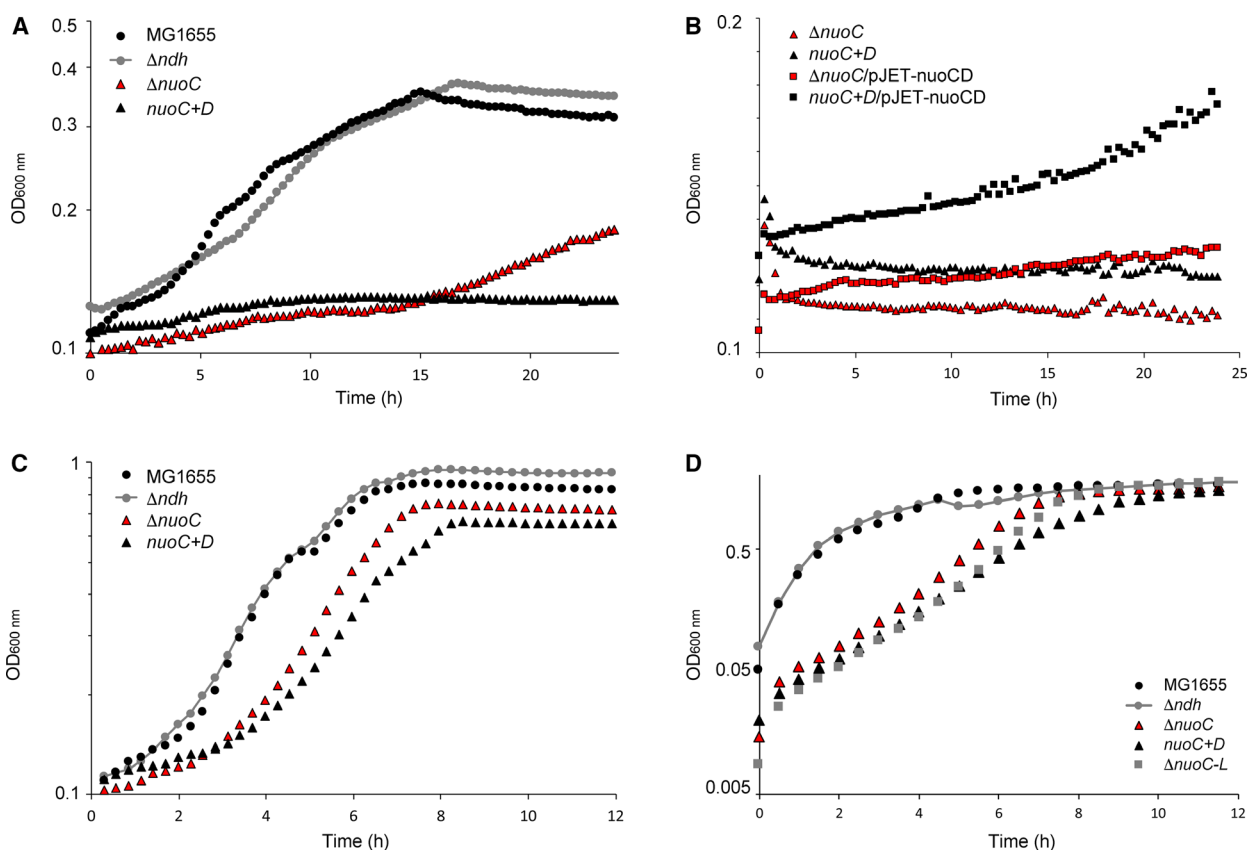 A
0.5
0.4
0.3
0.2
0.1
OD600 nm
MG1655
Δndh
ΔnuoC
nuoC+D
0
5
10
15
20
Time (h)
B
0.2
0.1
OD600 nm
ΔnuoC
nuoC+D
ΔnuoC/pJET-nuoCD
nuoC+D/pJET-nuoCD
0
5
10
15
20
25
Time (h)
C
1
0.1
OD600 nm
MG1655
Δndh
ΔnuoC
nuoC+D
0
2
4
6
8
10
12
Time (h)
D
0.5
0.05
0.005
OD600 nm
MG1655
Δndh
ΔnuoC
nuoC+D
ΔnuoC-L
0
2
4
6
8
10
12
Time (h)